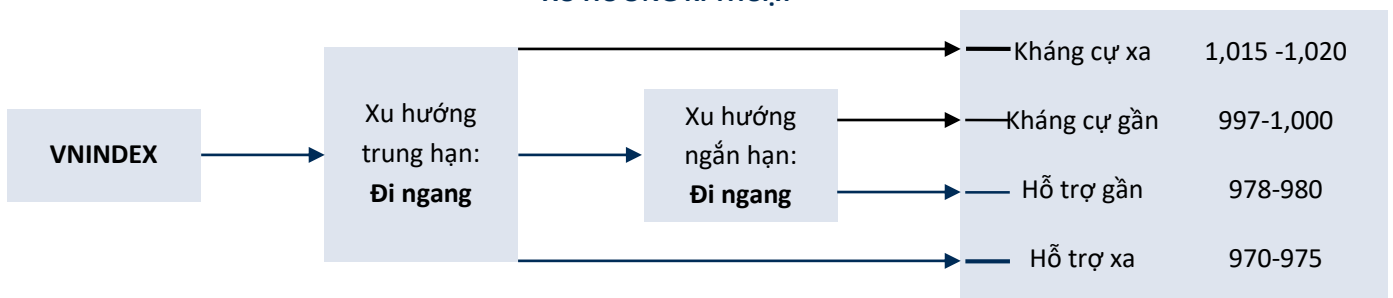 VNINDEX
Xu hướng
trung hạn:
Đi ngang
Xu hướng
ngắn hạn:
Đi ngang
Kháng cự xa 1,015 -1,020
Kháng cự gần 997-1,000
Hỗ trợ gần 978-980
Hỗ trợ xa 970-975